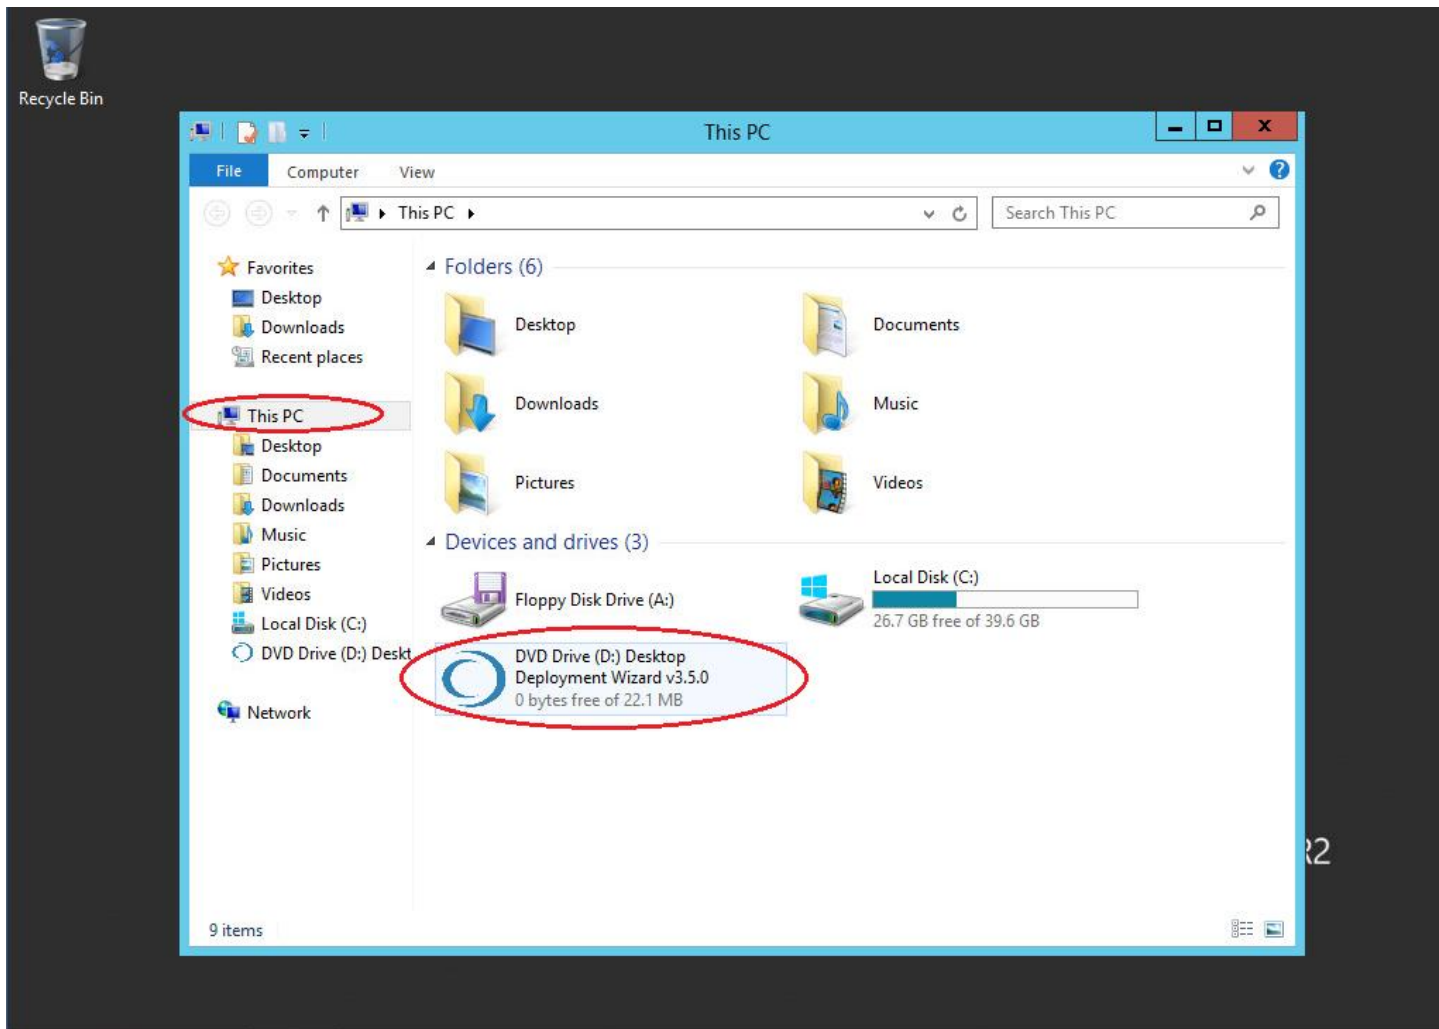 Recycle Bin
This PC
File Computer View
This PC
Search This PC
Favorites
Desktop
Downloads
Recent places
This PC
Desktop
Documents
Downloads
Music
Pictures
Videos
Local Disk (C:)
DVD Drive (D:) Deskt
Network
Folders (6)
Desktop
Documents
Downloads
Music
Pictures
Videos
Devices and drives (3)
Floppy Disk Drive (A:)
Local Disk (C:)
26.7 GB free of 39.6 GB
DVD Drive (D:) Desktop
Deployment Wizard v3.5.0
0 bytes free of 22.1 MB
R2
9 items